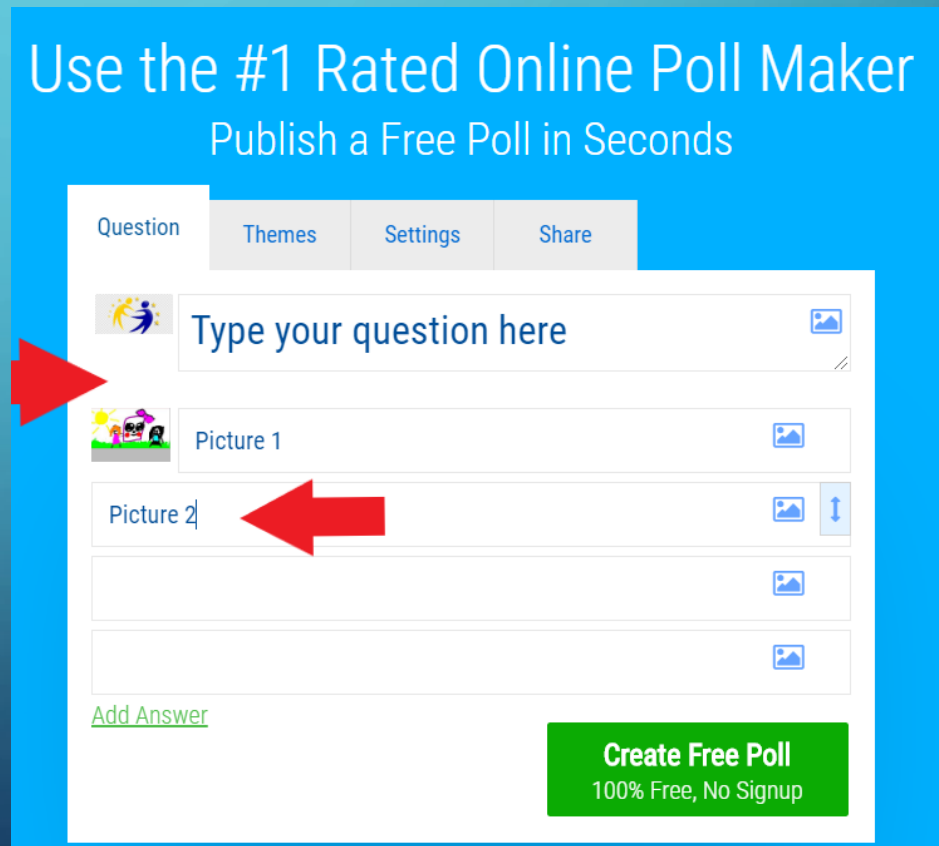 Use the #1 Rated Online Poll Maker
Publish a Free Poll in Seconds
Question Themes Settings Share
Type your question here
Picture 1
Picture 2
Add Answer
Create Free Poll
100% Free, No Signup